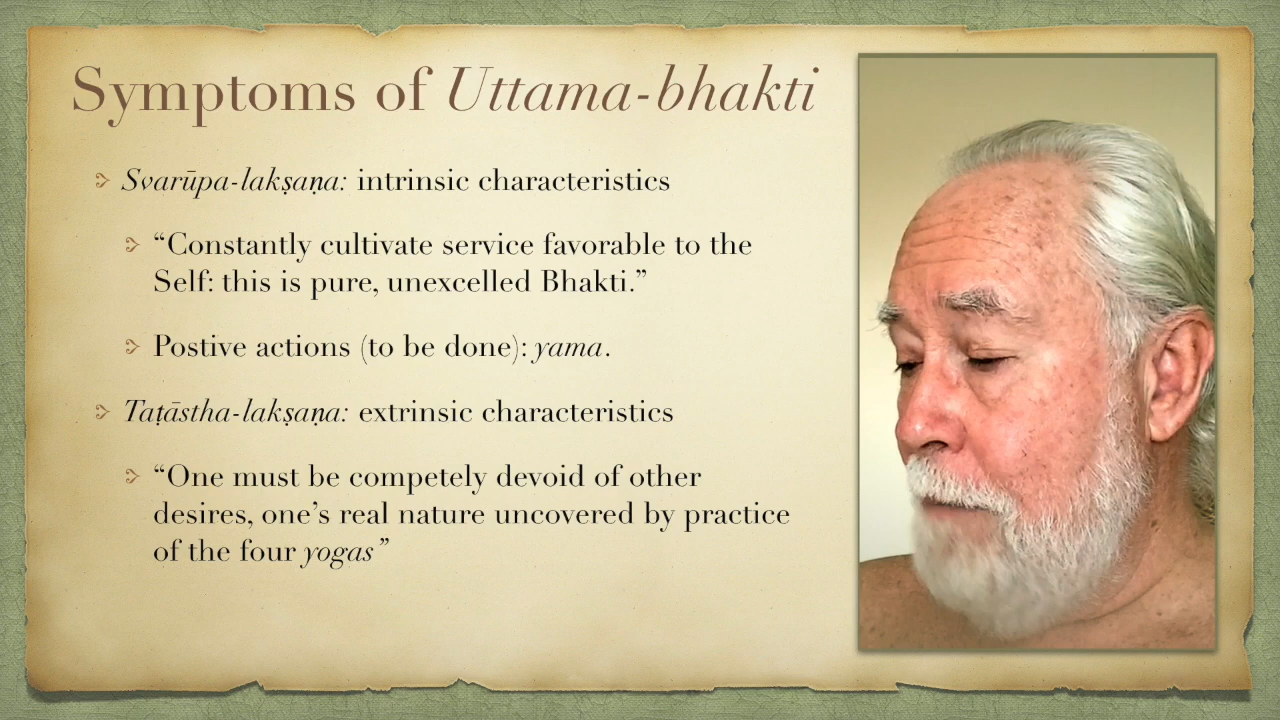 Symptoms of Uttama-bhakti
Svarūpa-lakṣaṇa: intrinsic characteristics
“Constantly cultivate service favorable to the
Self: this is pure, unexcelled Bhakti.”
Postive actions (to be done): yama.
Taṭāstha-lakṣaṇa: extrinsic characteristics
“One must be competely devoid of other
desires, one’s real nature uncovered by practice
of the four yogas”